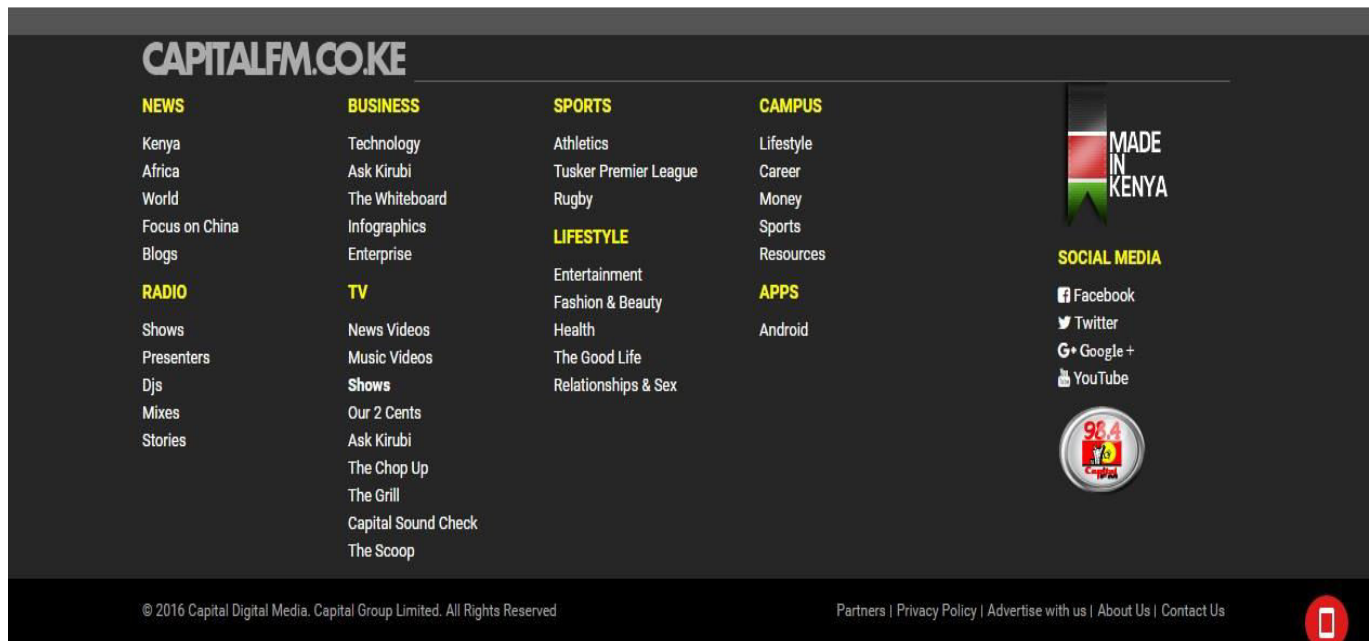 CAPITALFM.CO.KE
NEWS
Kenya
Africa
World
Focus on China
Blogs
RADIO
Shows
Presenters
Djs
Mixes
Stories
BUSINESS
Technology
Ask Kirubi
The Whiteboard
Infographics
Enterprise
TV
News Videos
Music Videos
Shows
Our 2 Cents
Ask Kirubi
The Chop Up
The Grill
Capital Sound Check
The Scoop
SPORTS
Athletics
Tusker Premier League
Rugby
LIFESTYLE
Entertainment
Fashion & Beauty
Health
The Good Life
Relationships & Sex
CAMPUS
Lifestyle
Career
Money
Sports
Resources
APPS
Android
MADE
IN
KENYA
SOCIAL MEDIA
Facebook
Twitter
G+ Google +
YouTube
98.4
Capital
© 2016 Capital Digital Media. Capital Group Limited. All Rights Reserved
Partners | Privacy Policy | Advertise with us | About Us | Contact Us